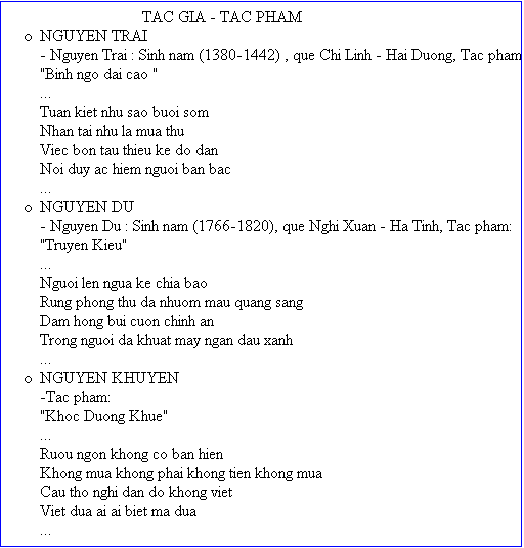 TAC GIA - TAC PHAM
o NGUYEN TRAI
- Nguyen Trai : Sinh nam (1380-1442) , que Chi Linh - Hai Duong, Tac pham
"Binh ngo dai cao "
...
Tuan kiet nhu sao buoi som
Nhan tai nhu la mua thu
Viec bon tau thieu ke do dan
Noi duy ac hiem nguoi ban bac
...
o NGUYEN DU
- Nguyen Du : Sinh nam (1766-1820), que Nghi Xuan - Ha Tinh, Tac pham:
"Truyen Kieu"
...
Nguoi len ngua ke chia bao
Rung phong thu da nhuom mau quang sang
Dam hong bui cuon chinh an
Trong nguoi da khuat may ngan dau xanh
...
o NGUYEN KHUYEN
-Tac pham:
"Khoc Duong Khue"
...
Ruou ngon khong co ban hien
Khong mua khong phai khong tien khong mua
Cau tho nghi dan do khong viet
Viet dua ai ai biet ma dua
...